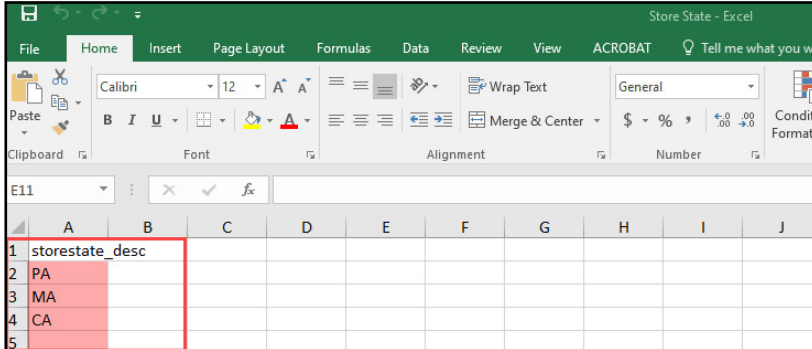 Store State - Excel
File Home Insert Page Layout Formulas Data Review View ACROBAT Tell me what you w
Calibri 12 A A Wrap Text General
Paste B I U A Merge & Center $ % , .00 .0 Condit
Format
Clipboard Font Alignment Number
E11 fx
A B C D E F G H I J
1 storestate_desc
2 PA
3 MA
4 CA
5